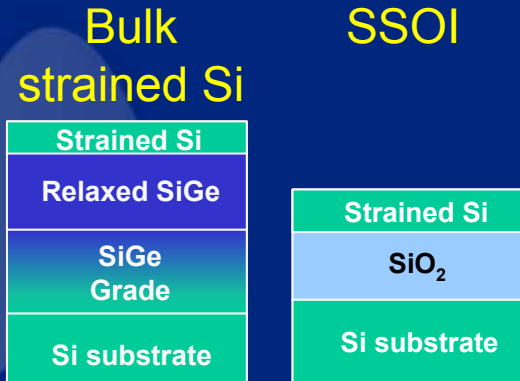 Bulk
strained Si
Strained Si
Relaxed SiGe
SiGe
Grade
Si substrate
SSOI
Strained Si
SiO₂
Si substrate